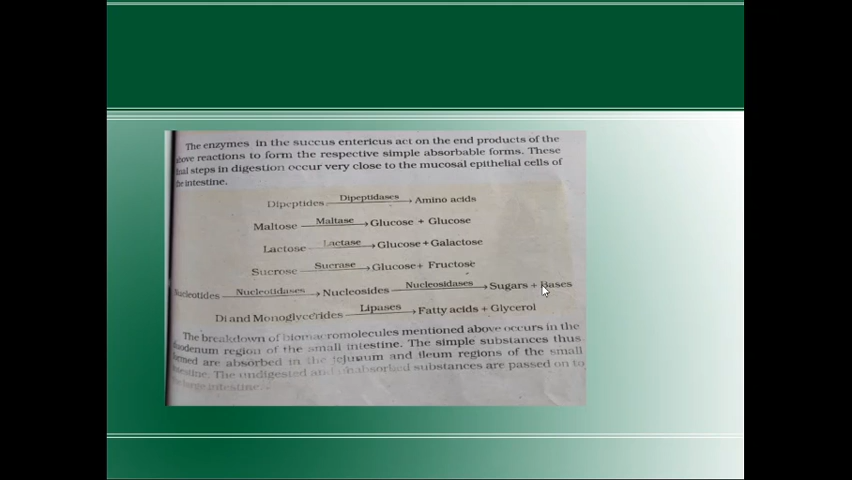 The enzymes in the succus entericus act on the end products of the
above reactions to form the respective simple absorbable forms. These
final steps in digestion occur very close to the mucosal epithelial cells of
the intestine.
Dipeptides Dipeptidases → Amino acids
Maltose Maltase → Glucose + Glucose
Lactose Lactase → Glucose + Galactose
Sucrose Sucrase → Glucose + Fructose
Nucleotides Nucleotidases → Nucleosides Nucleosidases → Sugars + Bases
Di and Monoglycerides Lipases → Fatty acids + Glycerol
The breakdown of biomacromolecules mentioned above occurs in the
duodenum region of the small intestine. The simple substances thus
formed are absorbed in the jejunum and ileum regions of the small
intestine. The undigested and unabsorbed substances are passed on to
the large intestine.